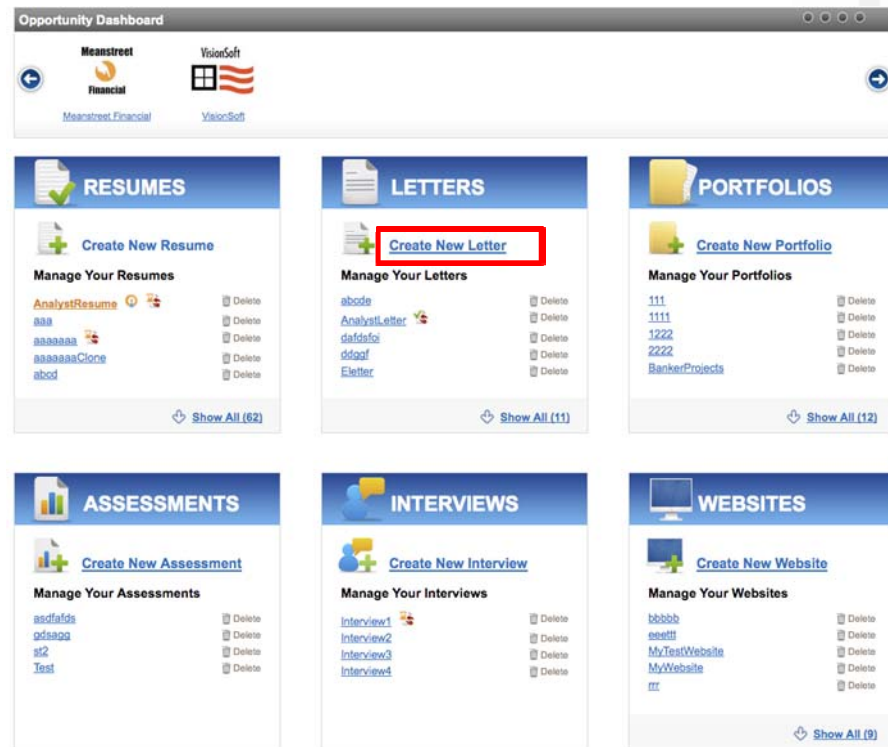 Opportunity Dashboard
Meanstreet
Financial
VisionSoft
Meanstreet Financial
VisionSoft
RESUMES
Create New Resume
Manage Your Resumes
AnalystResume Delete
aaa Delete
aaaaaaa Delete
aaaaaaaClone Delete
abcd Delete
Show All (62)
LETTERS
Create New Letter
Manage Your Letters
abcde Delete
AnalystLetter Delete
dafdsfoi Delete
ddggf Delete
Eletter Delete
Show All (11)
PORTFOLIOS
Create New Portfolio
Manage Your Portfolios
111 Delete
1111 Delete
1222 Delete
2222 Delete
BankerProjects Delete
Show All (12)
ASSESSMENTS
Create New Assessment
Manage Your Assessments
asdfafds Delete
gdsagg Delete
st2 Delete
Test Delete
INTERVIEWS
Create New Interview
Manage Your Interviews
Interview1 Delete
Interview2 Delete
Interview3 Delete
Interview4 Delete
WEBSITES
Create New Website
Manage Your Websites
bbbbb Delete
eeettt Delete
MyTestWebsite Delete
MyWebsite Delete
rrr Delete
Show All (9)